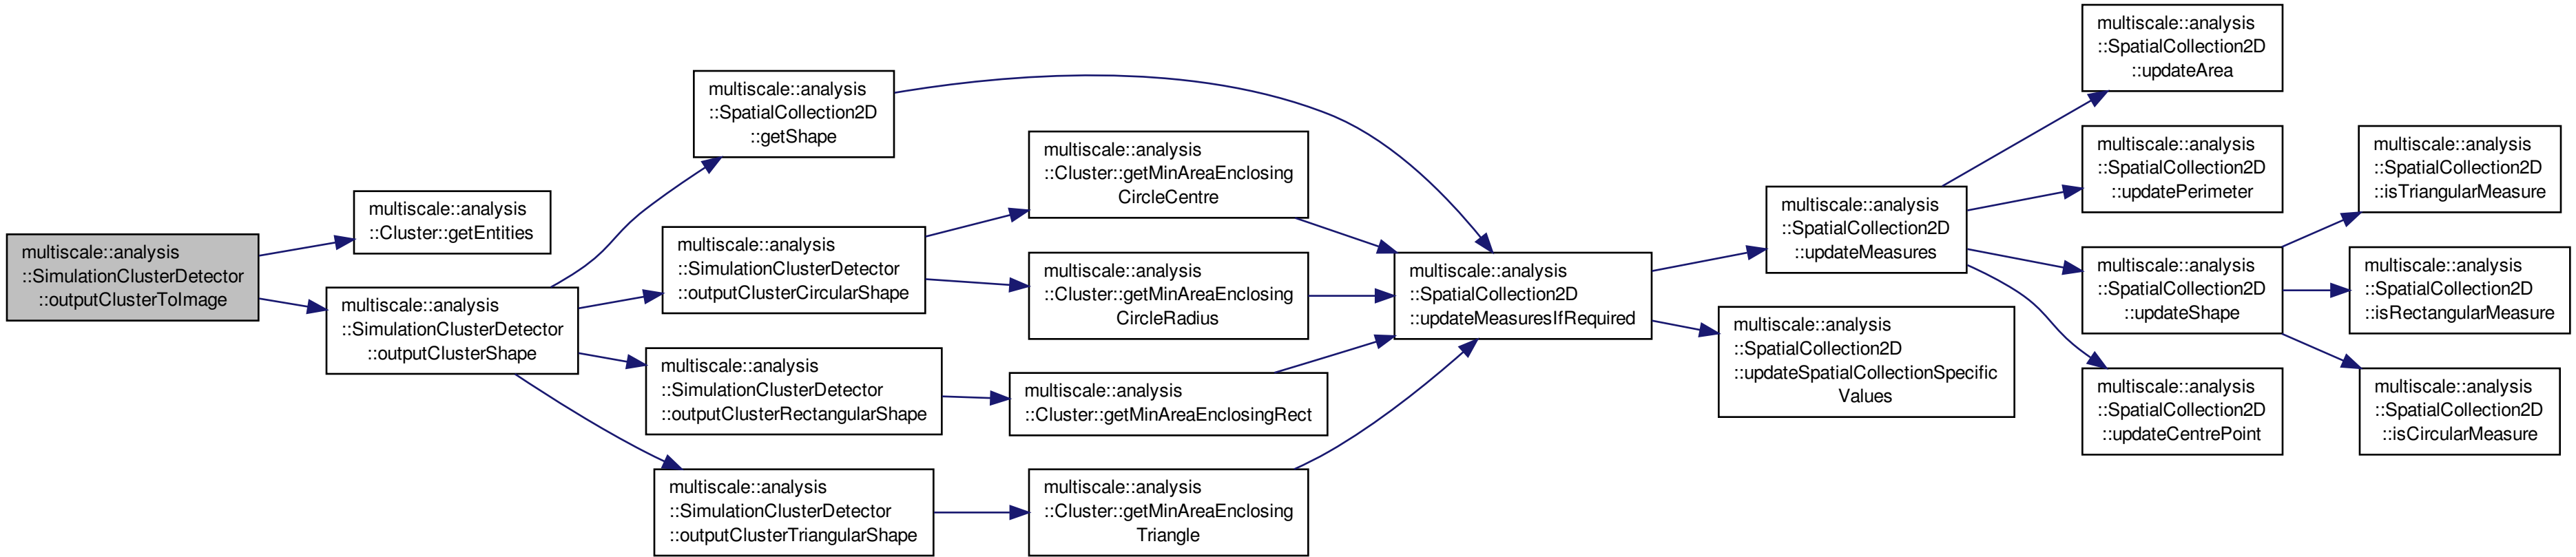 multiscale::analysis
::SimulationClusterDetector
::outputClusterToImage
multiscale::analysis
::Cluster::getEntities
multiscale::analysis
::SimulationClusterDetector
::outputClusterShape
multiscale::analysis
::SpatialCollection2D
::getShape
multiscale::analysis
::SimulationClusterDetector
::outputClusterCircularShape
multiscale::analysis
::SimulationClusterDetector
::outputClusterRectangularShape
multiscale::analysis
::SimulationClusterDetector
::outputClusterTriangularShape
multiscale::analysis
::Cluster::getMinAreaEnclosing
CircleCentre
multiscale::analysis
::Cluster::getMinAreaEnclosing
CircleRadius
multiscale::analysis
::Cluster::getMinAreaEnclosingRect
multiscale::analysis
::Cluster::getMinAreaEnclosing
Triangle
multiscale::analysis
::SpatialCollection2D
::updateMeasuresIfRequired
multiscale::analysis
::SpatialCollection2D
::updateMeasures
multiscale::analysis
::SpatialCollection2D
::updateSpatialCollectionSpecific
Values
multiscale::analysis
::SpatialCollection2D
::updateArea
multiscale::analysis
::SpatialCollection2D
::updatePerimeter
multiscale::analysis
::SpatialCollection2D
::updateShape
multiscale::analysis
::SpatialCollection2D
::updateCentrePoint
multiscale::analysis
::SpatialCollection2D
::isTriangularMeasure
multiscale::analysis
::SpatialCollection2D
::isRectangularMeasure
multiscale::analysis
::SpatialCollection2D
::isCircularMeasure